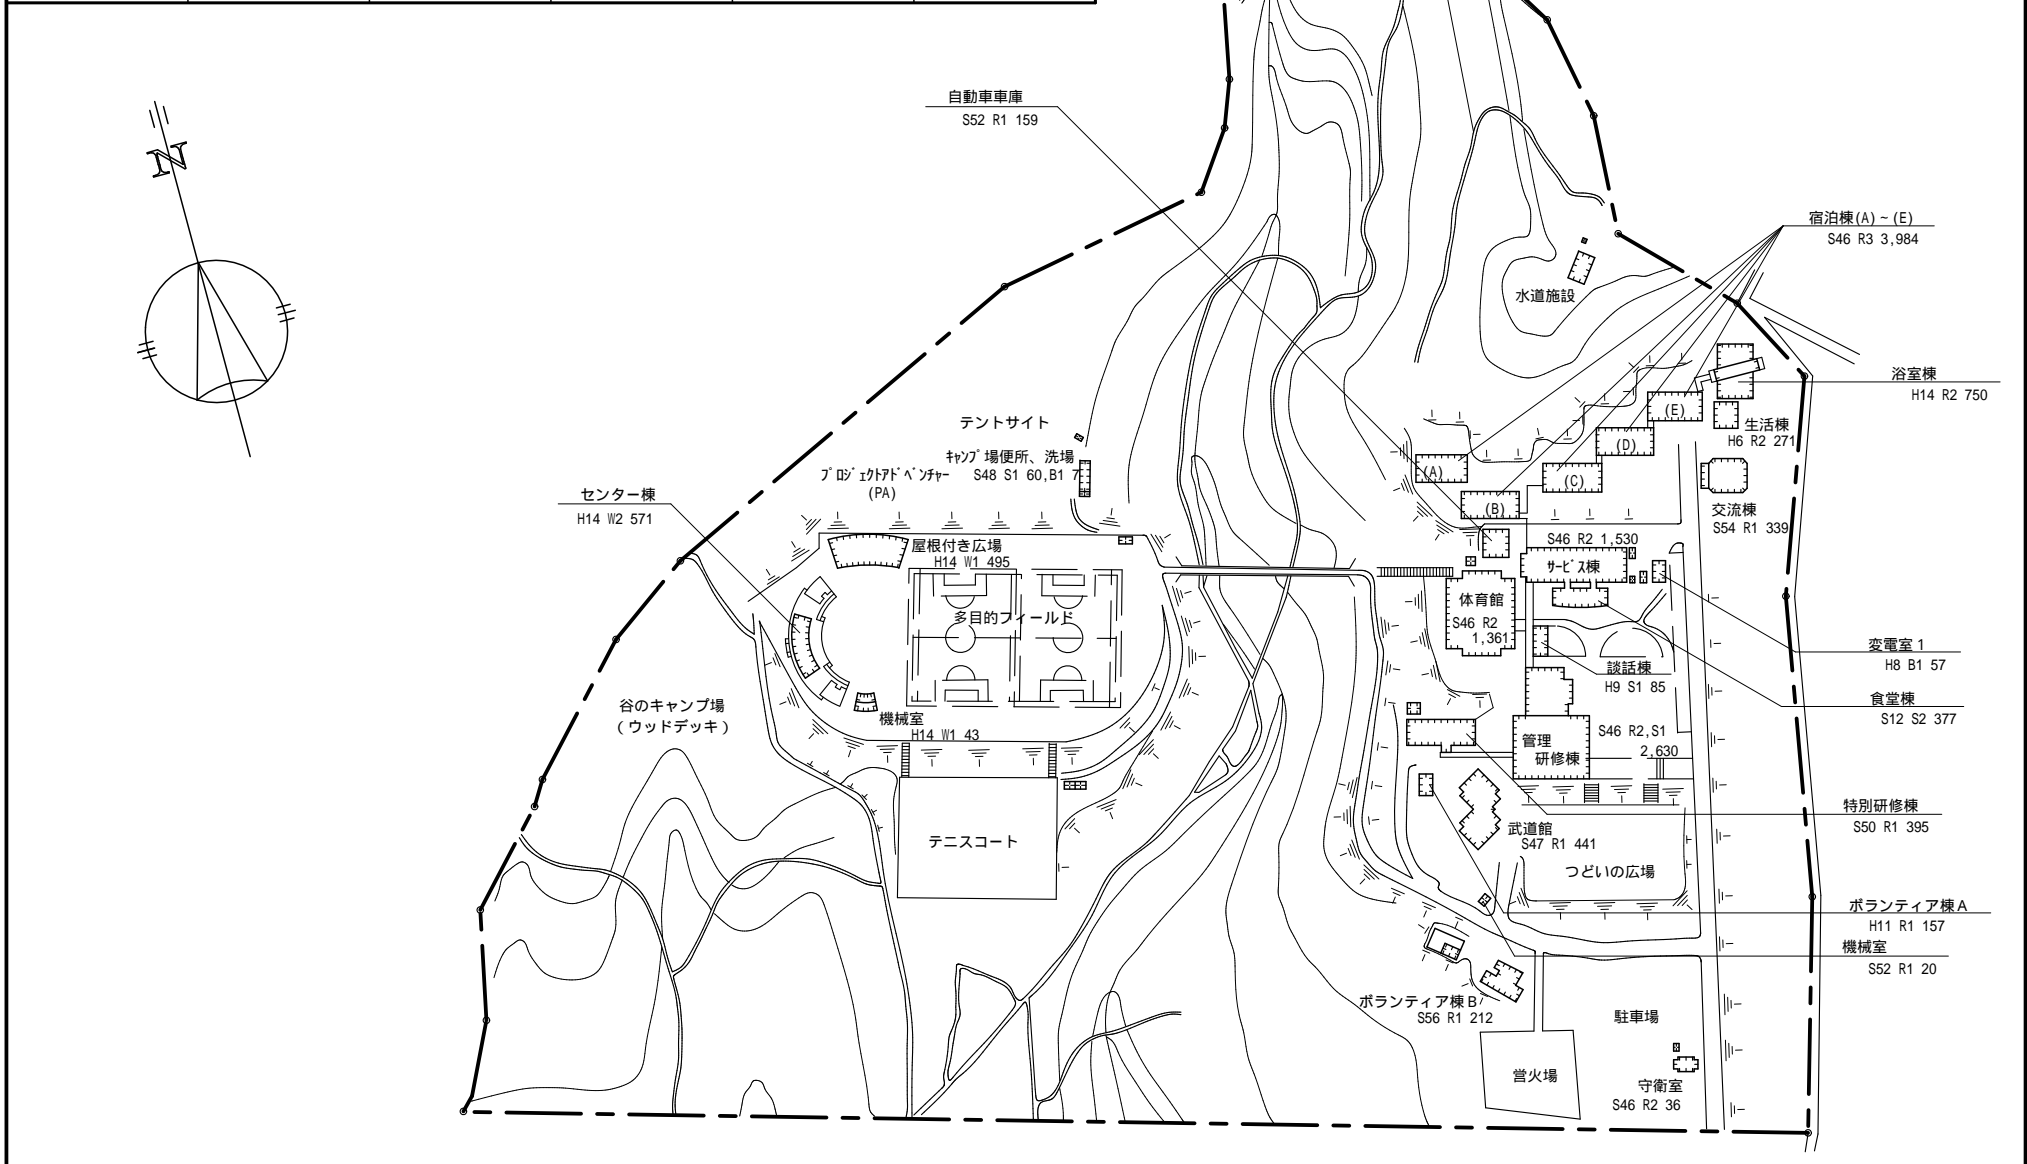 N
自動車車庫
S52 R1 159
宿泊棟(A)~(E)
S46 R3 3,984
水道施設
浴室棟
H14 R2 750
生活棟
H6 R2 271
(E)
(D)
(C)
(A)
(B)
交流棟
S54 R1 339
テントサイト
キャンプ場便所、洗場
S48 S1 60,B1 7
プロジェクトアドベンチャー
(PA)
センター棟
H14 W2 571
屋根付き広場
H14 W1 495
多目的フィールド
S46 R2 1,530
サービス棟
体育館
S46 R2
1,361
変電室1
H8 B1 57
談話棟
H9 S1 85
食堂棟
S12 S2 377
谷のキャンプ場
(ウッドデッキ)
機械室
H14 W1 43
管理
研修棟
S46 R2,S1
2,630
テニスコート
特別研修棟
S50 R1 395
武道館
S47 R1 441
つどいの広場
ボランティア棟A
H11 R1 157
機械室
S52 R1 20
ボランティア棟B
S56 R1 212
駐車場
営火場
守衛室
S46 R2 36